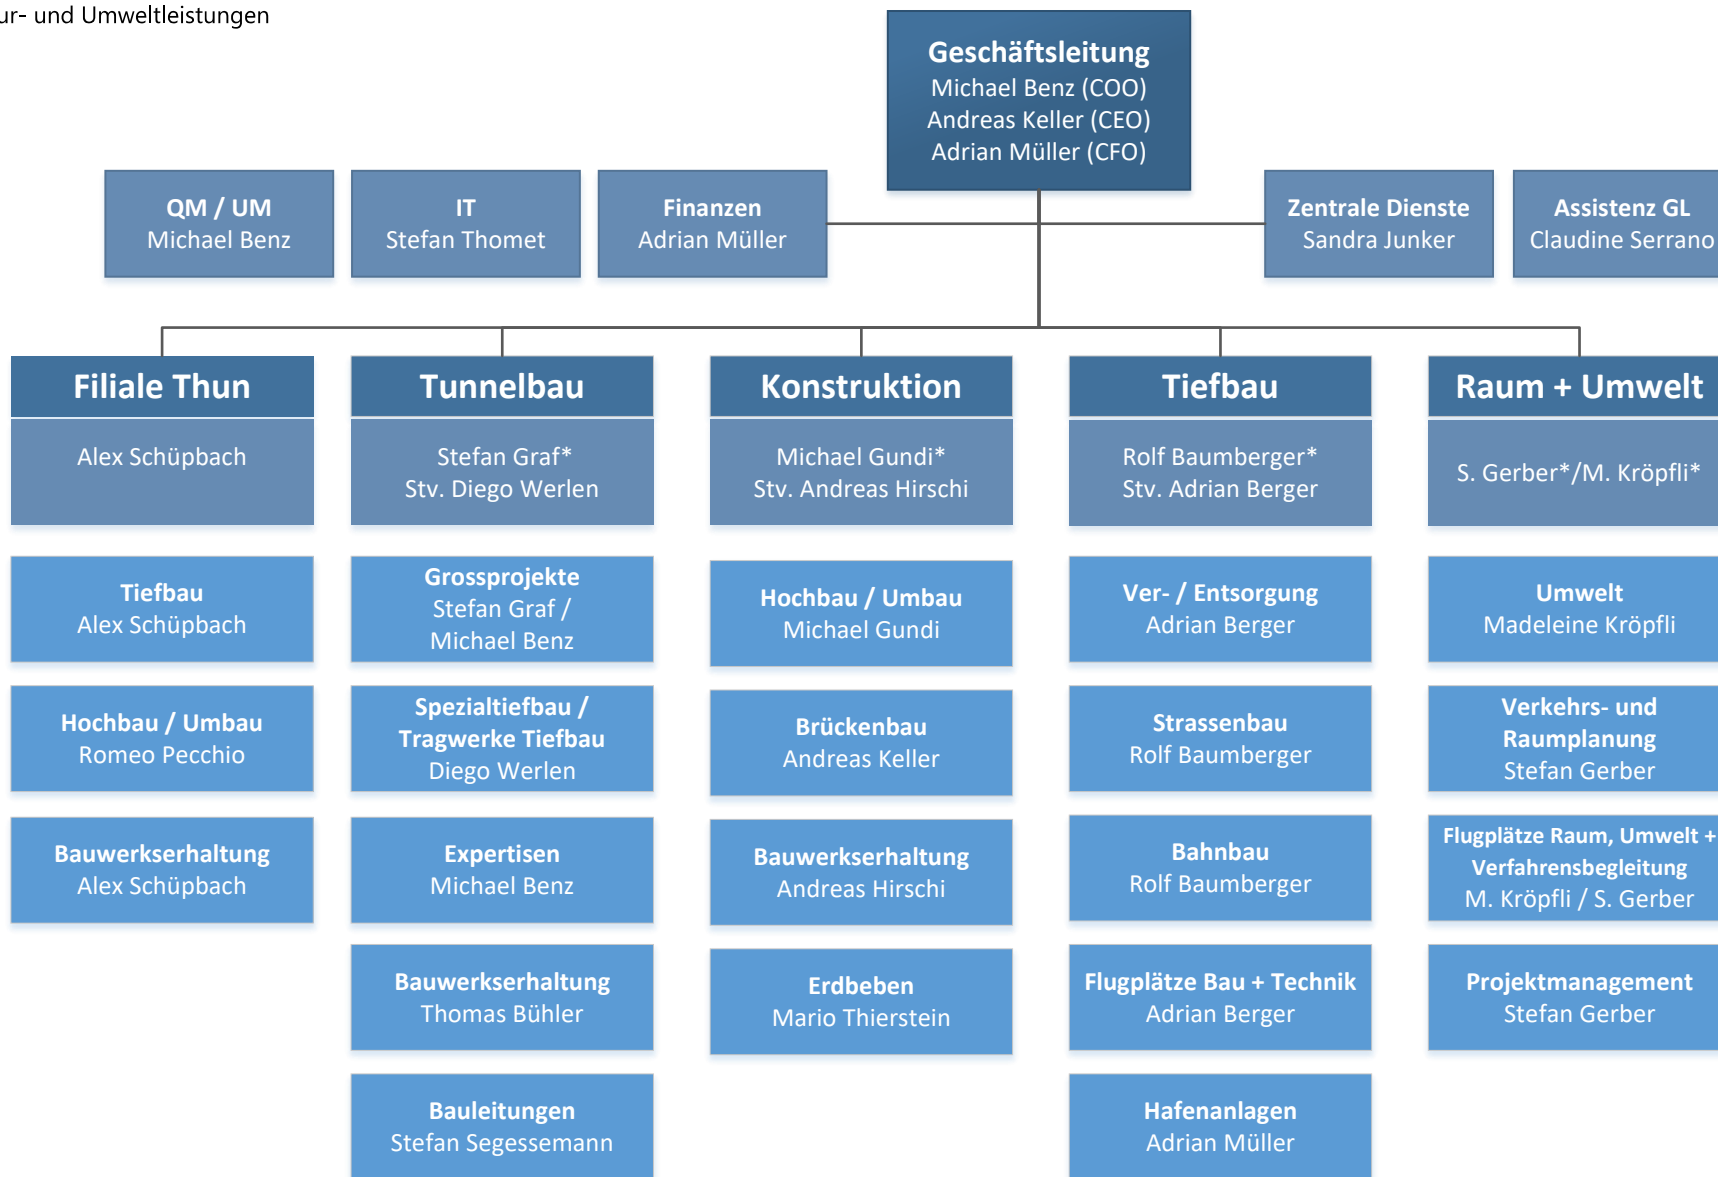 ur- und Umweltleistungen
Geschäftsleitung
Michael Benz (COO)
Andreas Keller (CEO)
Adrian Müller (CFO)
QM / UM
Michael Benz
IT
Stefan Thomet
Finanzen
Adrian Müller
Zentrale Dienste
Sandra Junker
Assistenz GL
Claudine Serrano
Filiale Thun
Alex Schüpbach
Tiefbau
Alex Schüpbach
Hochbau / Umbau
Romeo Pecchio
Bauwerkserhaltung
Alex Schüpbach
Tunnelbau
Stefan Graf*
Stv. Diego Werlen
Grossprojekte
Stefan Graf /
Michael Benz
Spezialtiefbau /
Tragwerke Tiefbau
Diego Werlen
Expertisen
Michael Benz
Bauwerkserhaltung
Thomas Bühler
Bauleitungen
Stefan Segessemann
Konstruktion
Michael Gundi*
Stv. Andreas Hirschi
Hochbau / Umbau
Michael Gundi
Brückenbau
Andreas Keller
Bauwerkserhaltung
Andreas Hirschi
Erdbeben
Mario Thierstein
Tiefbau
Rolf Baumberger*
Stv. Adrian Berger
Ver- / Entsorgung
Adrian Berger
Strassenbau
Rolf Baumberger
Bahnbau
Rolf Baumberger
Flugplätze Bau + Technik
Adrian Berger
Hafenanlagen
Adrian Müller
Raum + Umwelt
S. Gerber*/M. Kröpfli*
Umwelt
Madeleine Kröpfli
Verkehrs- und
Raumplanung
Stefan Gerber
Flugplätze Raum, Umwelt +
Verfahrensbegleitung
M. Kröpfli / S. Gerber
Projektmanagement
Stefan Gerber